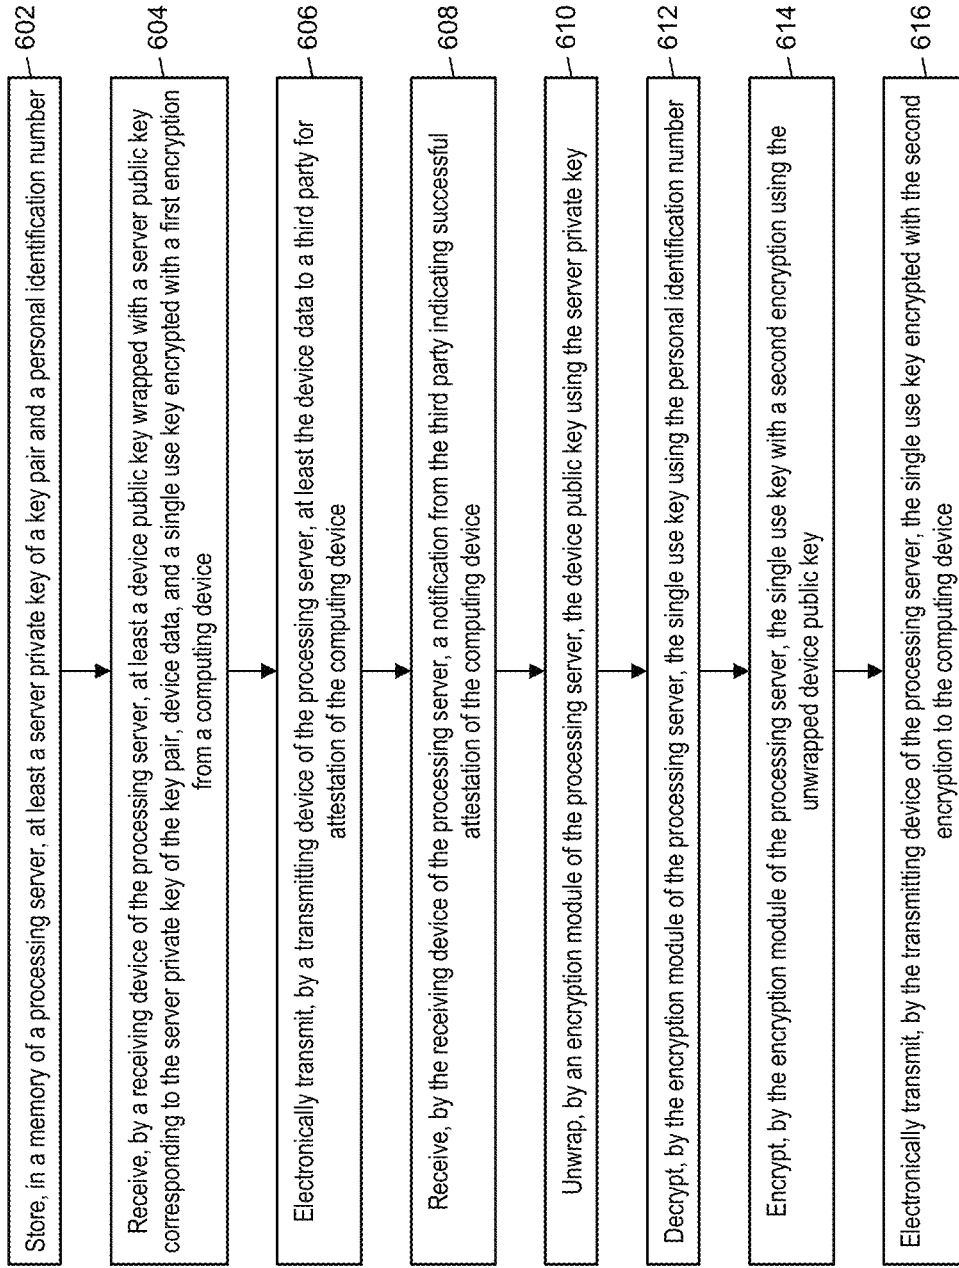 Store, in a memory of a processing server, at least a server private key of a key pair and a personal identification number
602
Receive, by a receiving device of the processing server, at least a device public key wrapped with a server public key
corresponding to the server private key of the key pair, device data, and a single use key encrypted with a first encryption
from a computing device
604
Electronically transmit, by a transmitting device of the processing server, at least the device data to a third party for
attestation of the computing device
606
Receive, by the receiving device of the processing server, a notification from the third party indicating successful
attestation of the computing device
608
Unwrap, by an encryption module of the processing server, the device public key using the server private key
610
Decrypt, by the encryption module of the processing server, the single use key using the personal identification number
612
Encrypt, by the encryption module of the processing server, the single use key with a second encryption using the
unwrapped device public key
614
Electronically transmit, by the transmitting device of the processing server, the single use key encrypted with the second
encryption to the computing device
616